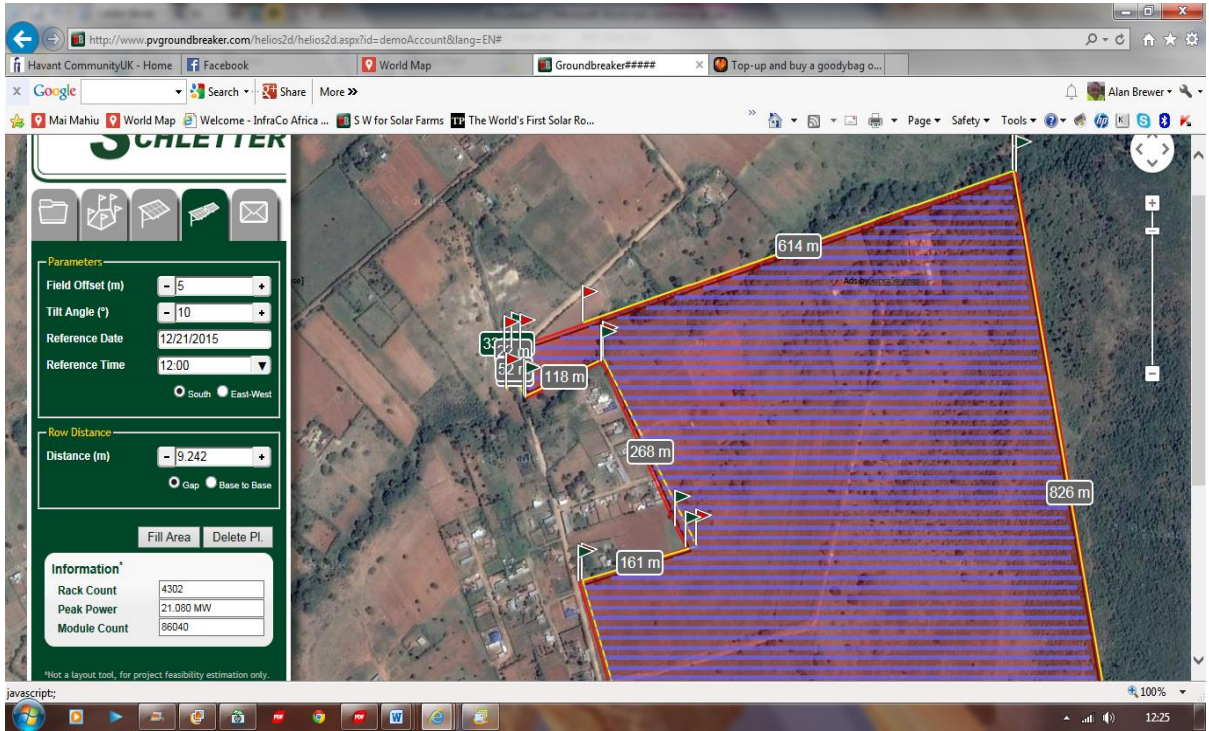 http://www.pvgroundbreaker.com/helios2d/helios2d.aspx?id=demoAccount&lang=EN#
Havant CommunityUK - Home
Facebook
World Map
Groundbreaker#####
Top-up and buy a goodybag o...
x Google
Search
Share
More »
Alan Brewer
Mai Mahiu
World Map
Welcome - InfraCo Africa ...
S W for Solar Farms
The World's First Solar Ro...
Page
Safety
Tools
SCHLETTER
Parameters
Field Offset (m) - 5 +
Tilt Angle (°) - 10 +
Reference Date 12/21/2015
Reference Time 12:00
South East-West
Row Distance
Distance (m) - 9.242 +
Gap Base to Base
Fill Area Delete Pl.
Information*
Rack Count 4302
Peak Power 21.080 MW
Module Count 86040
*Not a layout tool, for project feasibility estimation only.
614 m
118 m
268 m
826 m
161 m
javascript:;
100%
12:25